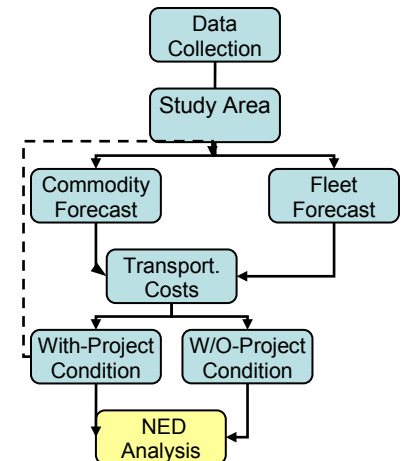 Data
Collection
Study Area
Commodity
Forecast
Fleet
Forecast
Transport.
Costs
With-Project
Condition
W/O-Project
Condition
NED
Analysis